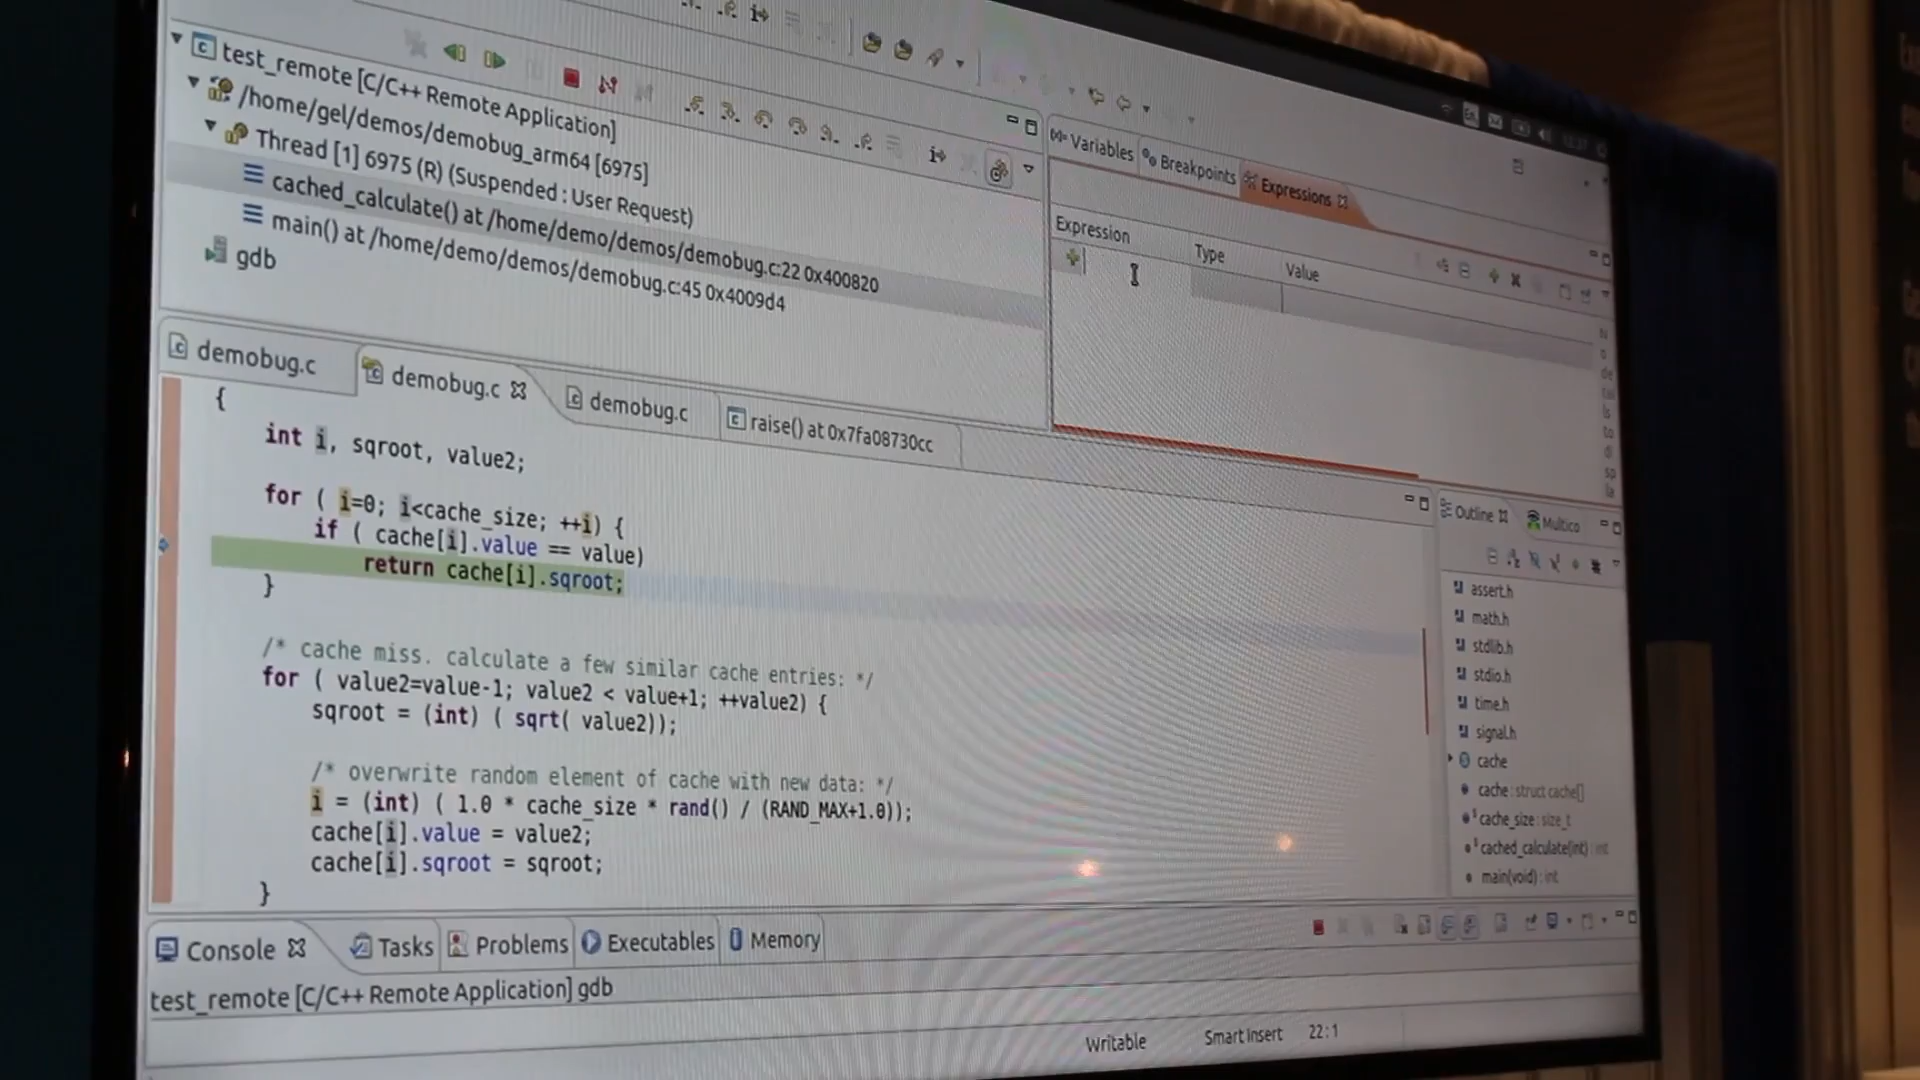 test_remote [C/C++ Remote Application]
/home/gel/demos/demobug_arm64 [6975]
Thread [1] 6975 (R) (Suspended : User Request)
cached_calculate() at /home/demo/demos/demobug.c:22 0x400820
main() at /home/demo/demos/demobug.c:45 0x4009d4
gdb
Variables
Breakpoints
Expressions
Expression
Type
Value
demobug.c
demobug.c
demobug.c
raise() at 0x7fa08730cc
{
int i, sqroot, value2;
for ( i=0; i<cache_size; ++i) {
if ( cache[i].value == value)
return cache[i].sqroot;
}
/* cache miss. calculate a few similar cache entries: */
for ( value2=value-1; value2 < value+1; ++value2) {
sqroot = (int) ( sqrt( value2));
/* overwrite random element of cache with new data: */
i = (int) ( 1.0 * cache_size * rand() / (RAND_MAX+1.0));
cache[i].value = value2;
cache[i].sqroot = sqroot;
}
Outline
Multico
assert.h
math.h
stdlib.h
stdio.h
time.h
signal.h
cache
cache : struct cache[]
cache_size : size_t
cached_calculate(int) : int
main(void) : int
Console
Tasks
Problems
Executables
Memory
test_remote [C/C++ Remote Application] gdb
Writable
Smart Insert
22 : 1